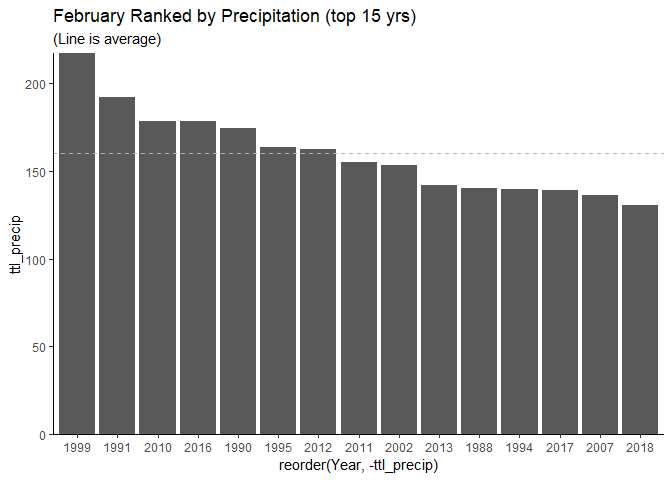 February Ranked by Precipitation (top 15 yrs)
(Line is average)
200
150
100
50
0
ttl_precip
1999 1991 2010 2016 1990 1995 2012 2011 2002 2013 1988 1994 2017 2007 2018
reorder(Year, -ttl_precip)